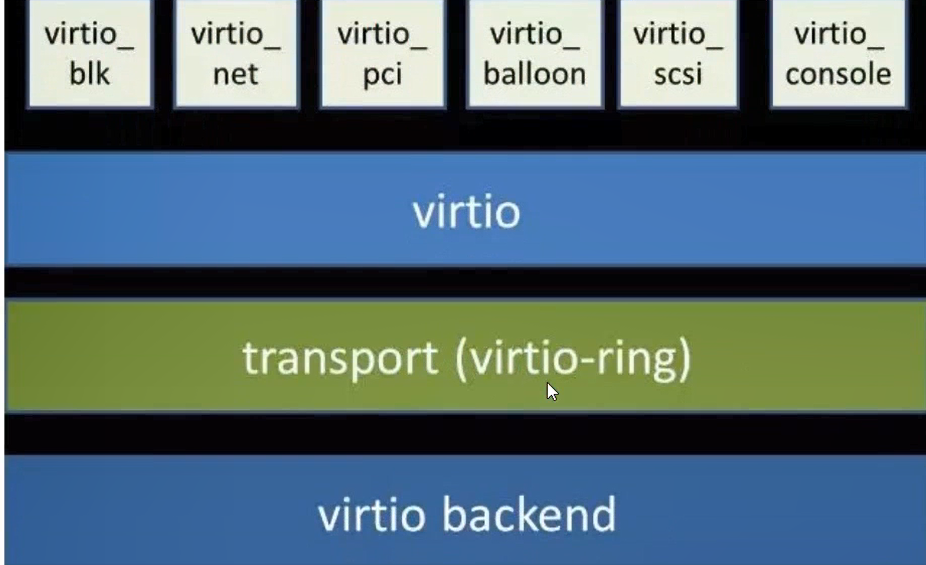 virtio_
blk
virtio_
net
virtio_
pci
virtio_
balloon
virtio_
scsi
virtio_
console
virtio
transport (virtio-ring)
virtio backend